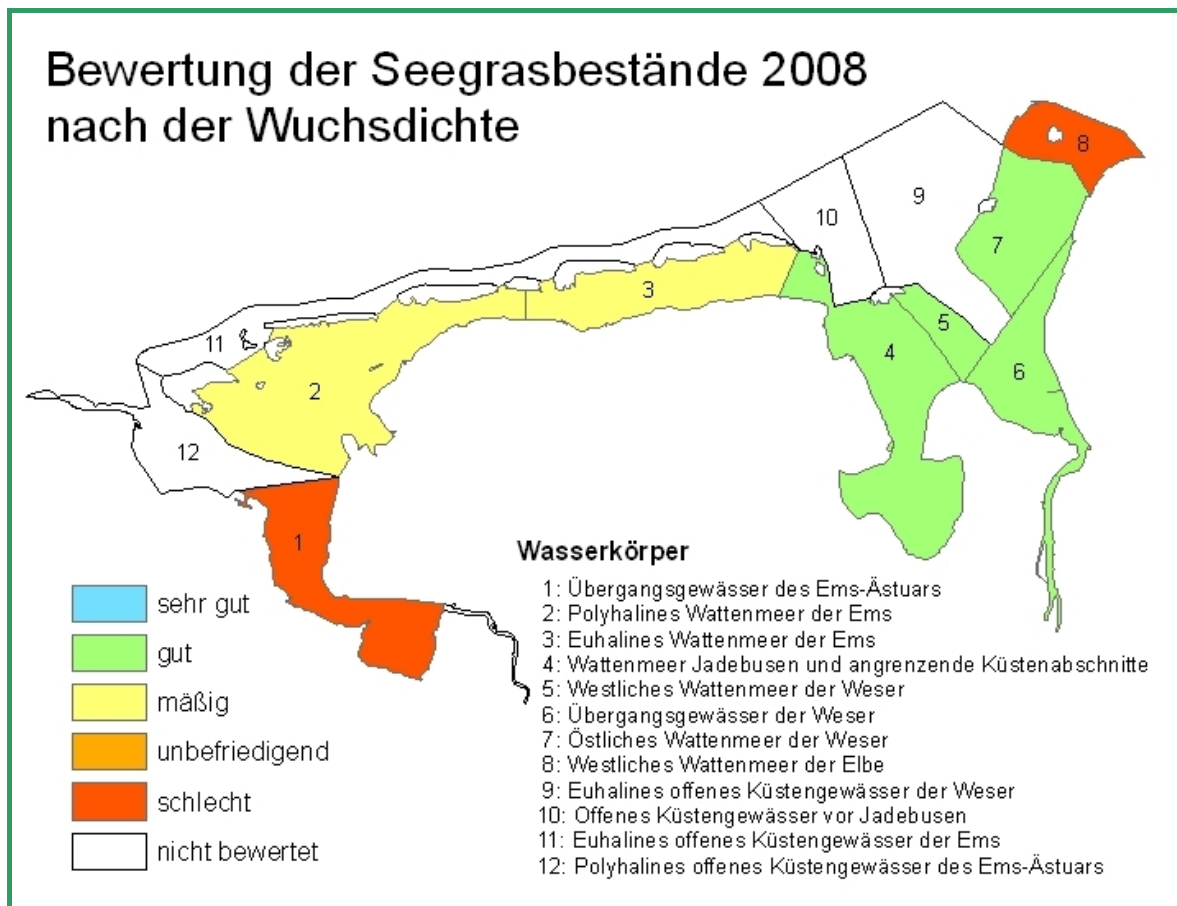 Bewertung der Seegrasbestände 2008
nach der Wuchsdichte
8
9
10
7
3
11
5
4
2
6
12
1
sehr gut
gut
mäßig
unbefriedigend
schlecht
nicht bewertet
Wasserkörper
1: Übergangsgewässer des Ems-Ästuars
2: Polyhalines Wattenmeer der Ems
3: Euhalines Wattenmeer der Ems
4: Wattenmeer Jadebusen und angrenzende Küstenabschnitte
5: Westliches Wattenmeer der Weser
6: Übergangsgewässer der Weser
7: Östliches Wattenmeer der Weser
8: Westliches Wattenmeer der Elbe
9: Euhalines offenes Küstengewässer der Weser
10: Offenes Küstengewässer vor Jadebusen
11: Euhalines offenes Küstengewässer der Ems
12: Polyhalines offenes Küstengewässer des Ems-Ästuars